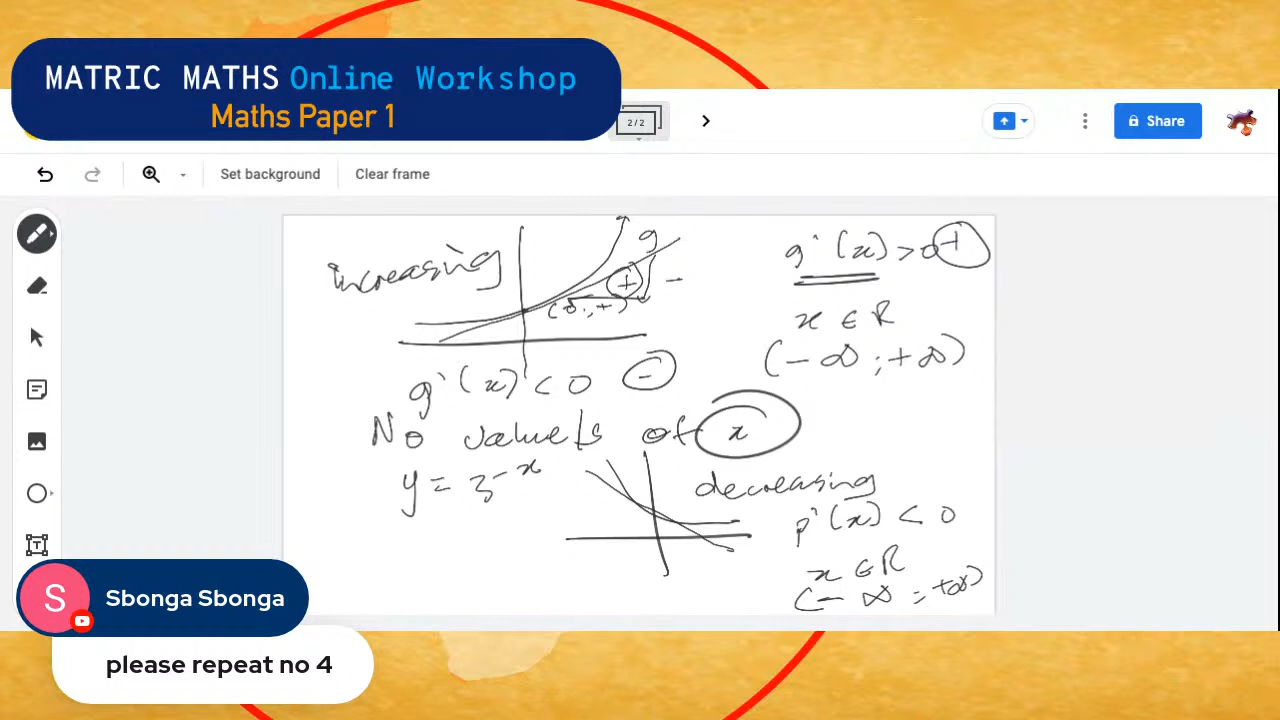 MATRIC MATHS Online Workshop
Maths Paper 1
2/2
Share
Set background
Clear frame
increasing
g
+
−
(0;+)
g'(x) > 0 +
x ∈ R
(−∞ ; +∞)
g'(x) < 0 −
No values of x
y = 3^-x
decreasing
p'(x) < 0
x ∈ R
(−∞ ; +∞)
S
Sbonga Sbonga
please repeat no 4